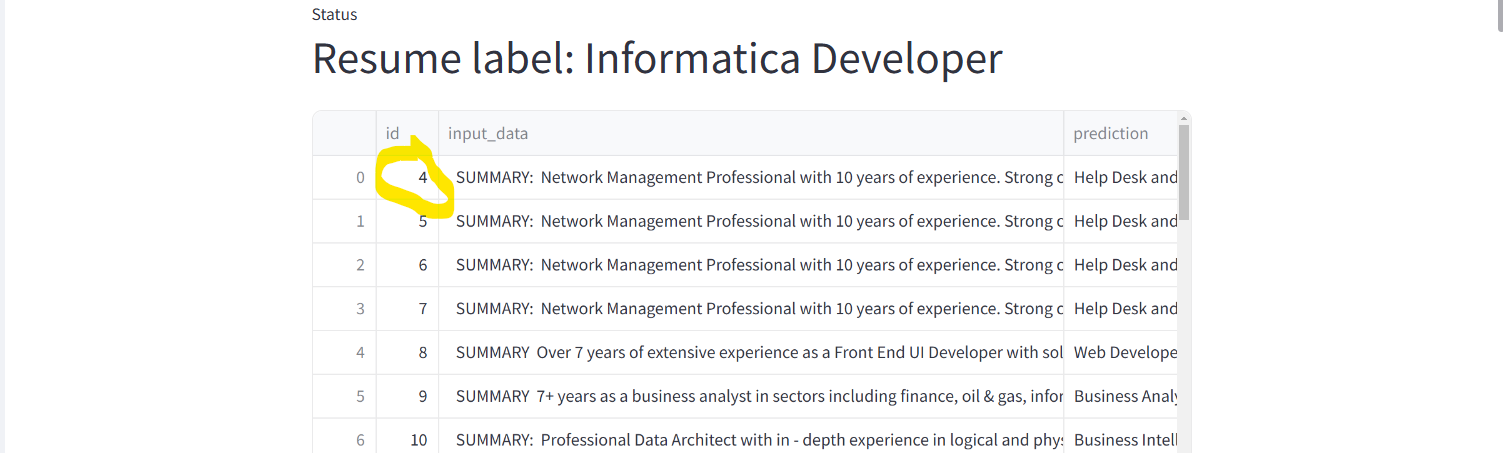 Status
Resume label: Informatica Developer
id input_data prediction
0 4 SUMMARY: Network Management Professional with 10 years of experience. Strong c Help Desk and
1 5 SUMMARY: Network Management Professional with 10 years of experience. Strong c Help Desk and
2 6 SUMMARY: Network Management Professional with 10 years of experience. Strong c Help Desk and
3 7 SUMMARY: Network Management Professional with 10 years of experience. Strong c Help Desk and
4 8 SUMMARY Over 7 years of extensive experience as a Front End UI Developer with sol Web Develope
5 9 SUMMARY 7+ years as a business analyst in sectors including finance, oil & gas, infor Business Analy
6 10 SUMMARY: Professional Data Architect with in - depth experience in logical and phys Business Intell